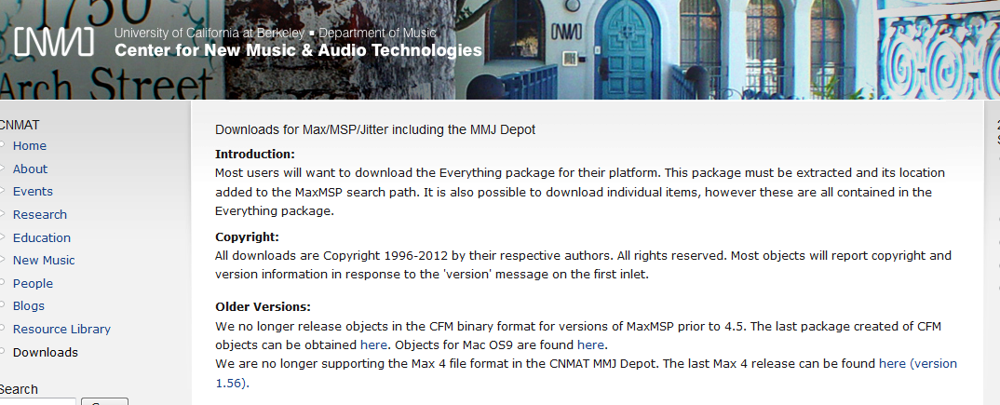 1750
Arch Street
CNMAT
University of California at Berkeley ▪ Department of Music
Center for New Music & Audio Technologies
CNMAT
CNMAT
Home
About
Events
Research
Education
New Music
People
Blogs
Resource Library
Downloads
Search
Downloads for Max/MSP/Jitter including the MMJ Depot
Introduction:
Most users will want to download the Everything package for their platform. This package must be extracted and its location
added to the MaxMSP search path. It is also possible to download individual items, however these are all contained in the
Everything package.
Copyright:
All downloads are Copyright 1996-2012 by their respective authors. All rights reserved. Most objects will report copyright and
version information in response to the 'version' message on the first inlet.
Older Versions:
We no longer release objects in the CFM binary format for versions of MaxMSP prior to 4.5. The last package created of CFM
objects can be obtained here. Objects for Mac OS9 are found here.
We are no longer supporting the Max 4 file format in the CNMAT MMJ Depot. The last Max 4 release can be found here (version
1.56).